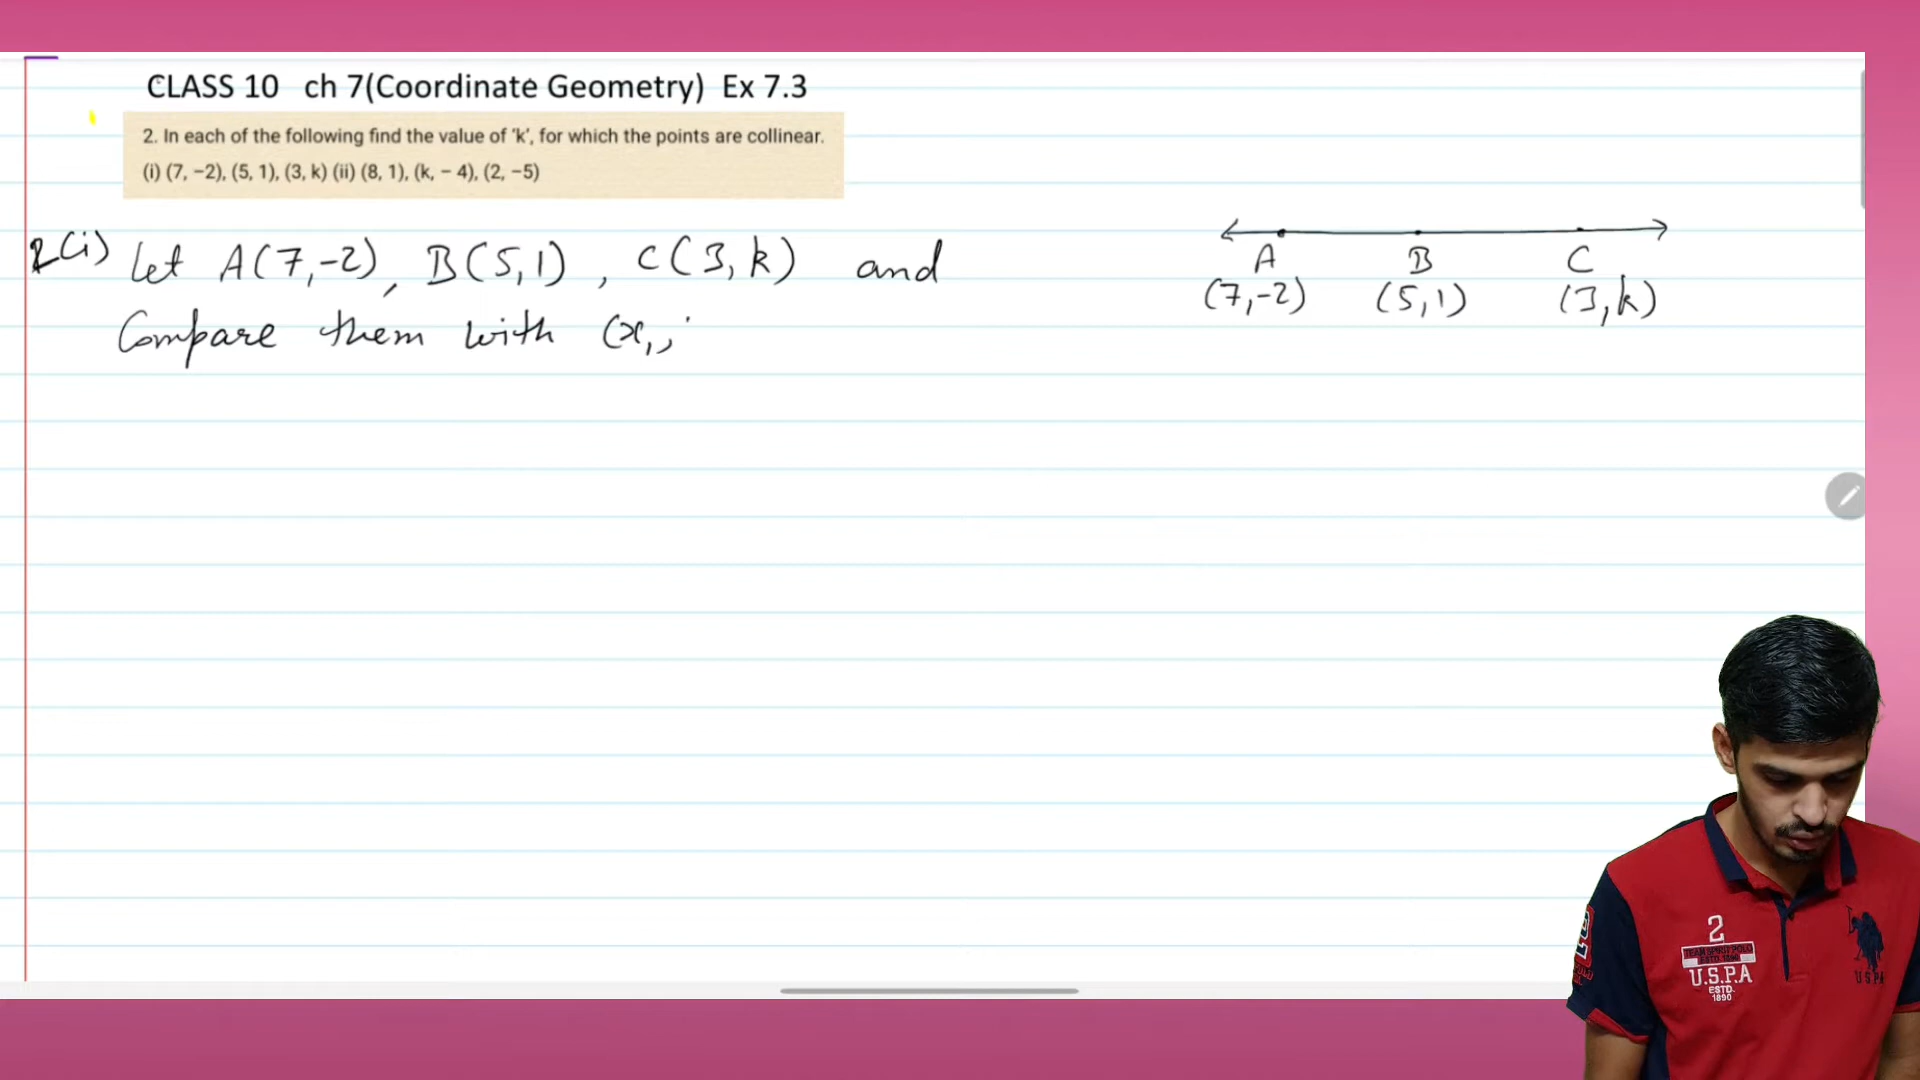 CLASS 10 ch 7(Coordinate Geometry) Ex 7.3
2. In each of the following find the value of ‘k’, for which the points are collinear.
(i) (7, −2), (5, 1), (3, k) (ii) (8, 1), (k, − 4), (2, −5)
2(i) Let A(7,-2), B(5,1), C(3,k) and
Compare them with (x₁,
A B C
(7,-2) (5,1) (3,k)
2
U.S.P.A
ESTD.
1890